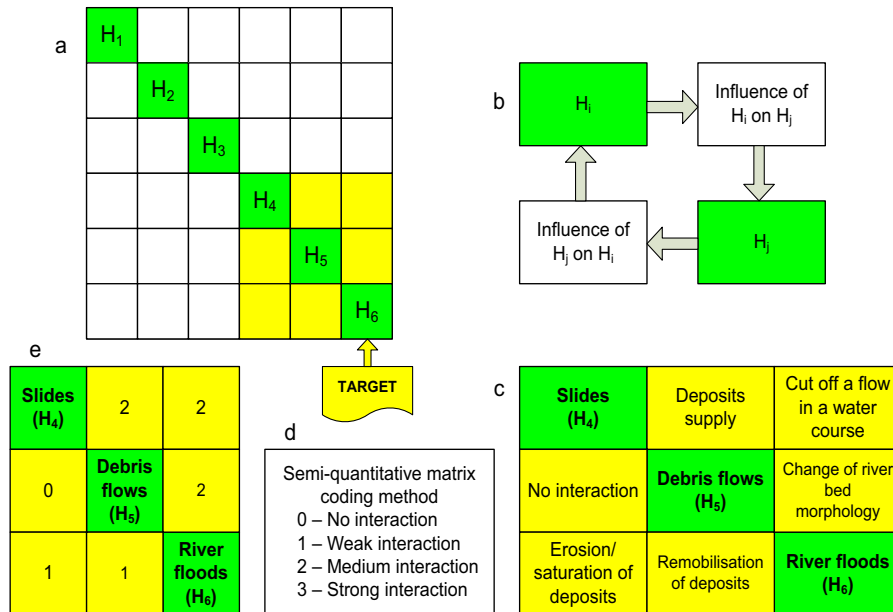 a
H₁
H₂
H₃
H₄
H₅
H₆
TARGET
b
Hᵢ
Influence of
Hᵢ on Hⱼ
Influence of
Hⱼ on Hᵢ
Hⱼ
e
Slides
(H₄)
2
2
0
Debris
flows
(H₅)
2
1
1
River
floods
(H₆)
d
Semi-quantitative matrix
coding method
0 – No interaction
1 – Weak interaction
2 – Medium interaction
3 – Strong interaction
c
Slides
(H₄)
Deposits
supply
Cut off a flow
in a water
course
No interaction
Debris flows
(H₅)
Change of river
bed
morphology
Erosion/
saturation of
deposits
Remobilisation
of deposits
River floods
(H₆)